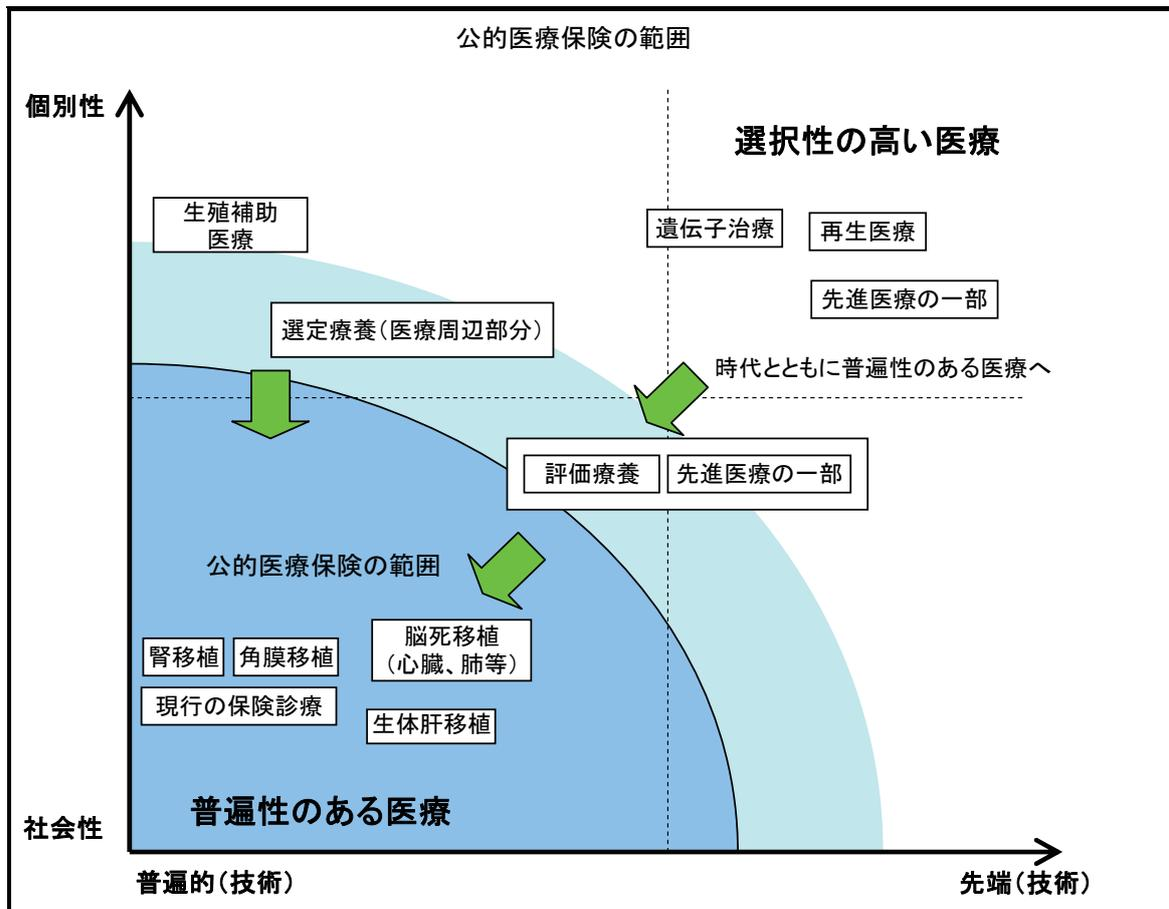 公的医療保険の範囲
個別性
選択性の高い医療
生殖補助
医療
遺伝子治療
再生医療
先進医療の一部
選定療養(医療周辺部分)
時代とともに普遍性のある医療へ
評価療養
先進医療の一部
公的医療保険の範囲
脳死移植
(心臓、肺等)
腎移植
角膜移植
現行の保険診療
生体肝移植
普遍性のある医療
社会性
普遍的(技術)
先端(技術)